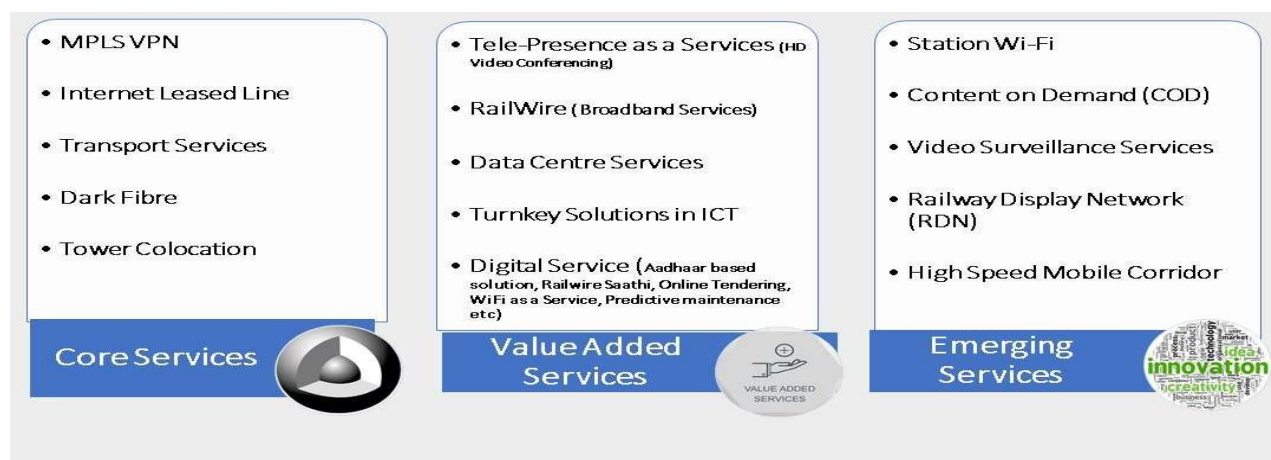 • MPLS VPN
• Internet Leased Line
• Transport Services
• Dark Fibre
• Tower Colocation
Core Services
• Tele-Presence as a Services (HD
Video Conferencing)
• RailWire (Broadband Services)
• Data Centre Services
• Turnkey Solutions in ICT
• Digital Service (Aadhaar based
solution, Railwire Saathi, Online Tendering,
WiFi as a Service, Predictive maintenance
etc)
Value Added
Services
VALUE ADDED
SERVICES
• Station Wi-Fi
• Content on Demand (COD)
• Video Surveillance Services
• Railway Display Network
(RDN)
• High Speed Mobile Corridor
Emerging
Services
product
technology
market
idea
innovation
creativity
business